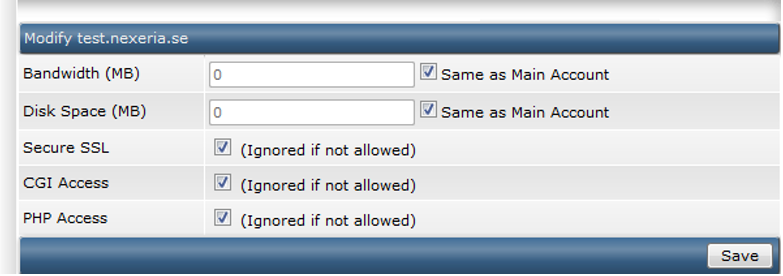 Modify test.nexeria.se
Bandwidth (MB) 0 Same as Main Account
Disk Space (MB) 0 Same as Main Account
Secure SSL (Ignored if not allowed)
CGI Access (Ignored if not allowed)
PHP Access (Ignored if not allowed)
Save